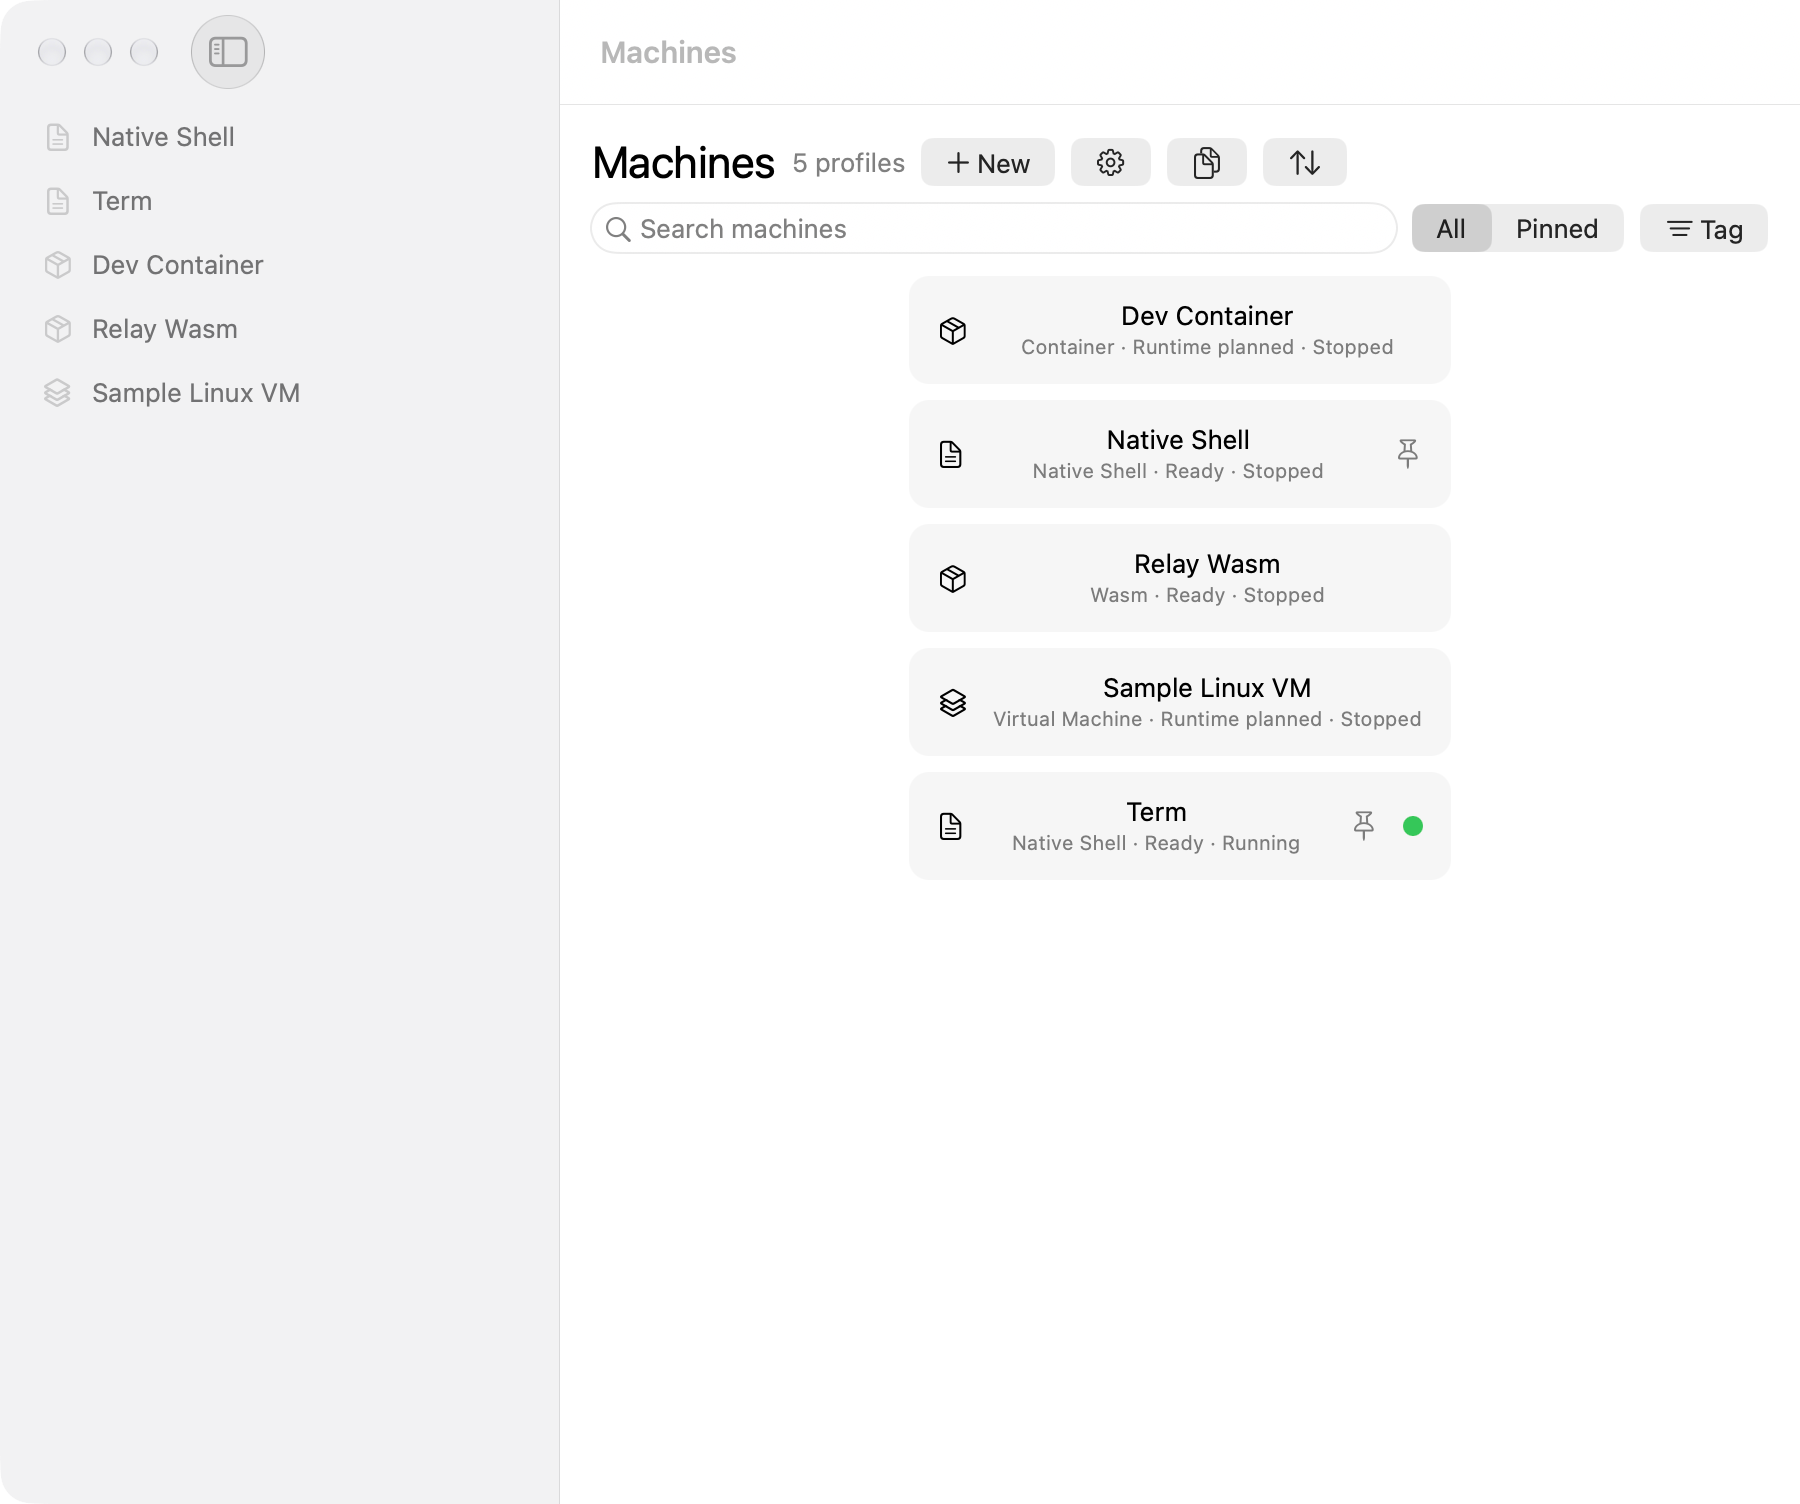 Machines
Native Shell
Term
Dev Container
Relay Wasm
Sample Linux VM
Machines 5 profiles New
Search machines All Pinned Tag
Dev Container
Container · Runtime planned · Stopped
Native Shell
Native Shell · Ready · Stopped
Relay Wasm
Wasm · Ready · Stopped
Sample Linux VM
Virtual Machine · Runtime planned · Stopped
Term
Native Shell · Ready · Running